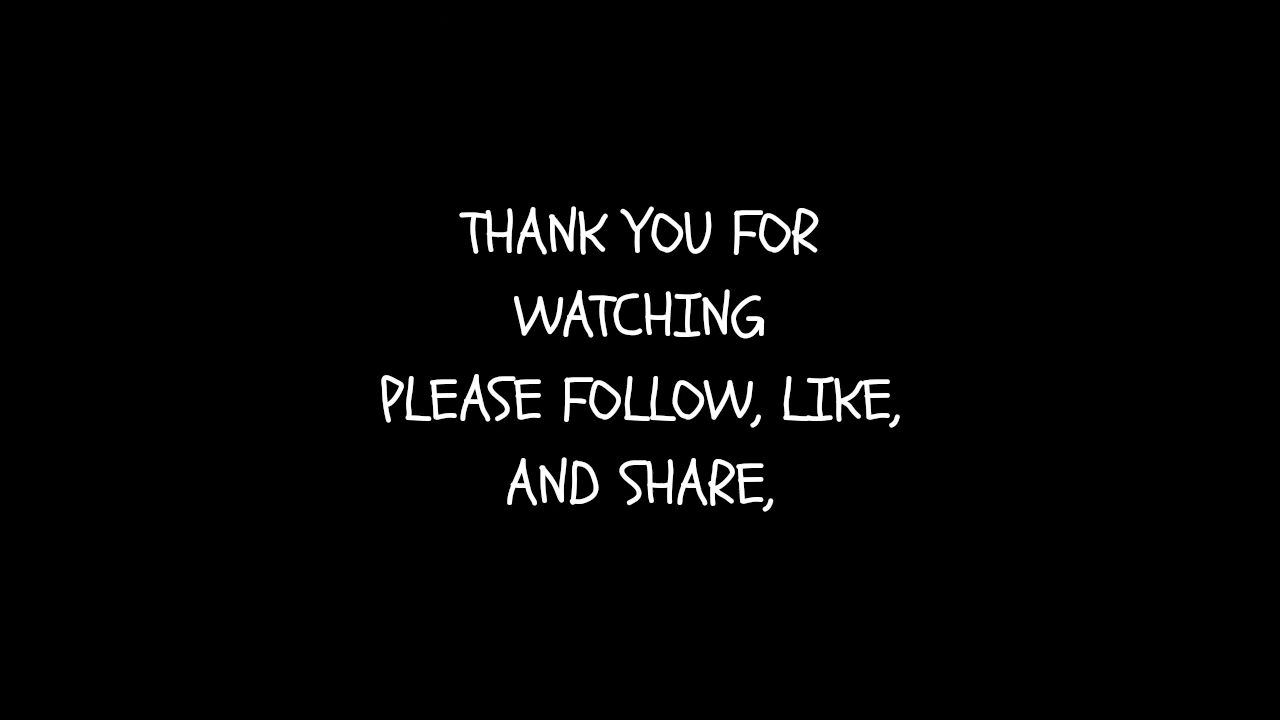 THANK YOU FOR
WATCHING
PLEASE FOLLOW, LIKE,
AND SHARE,